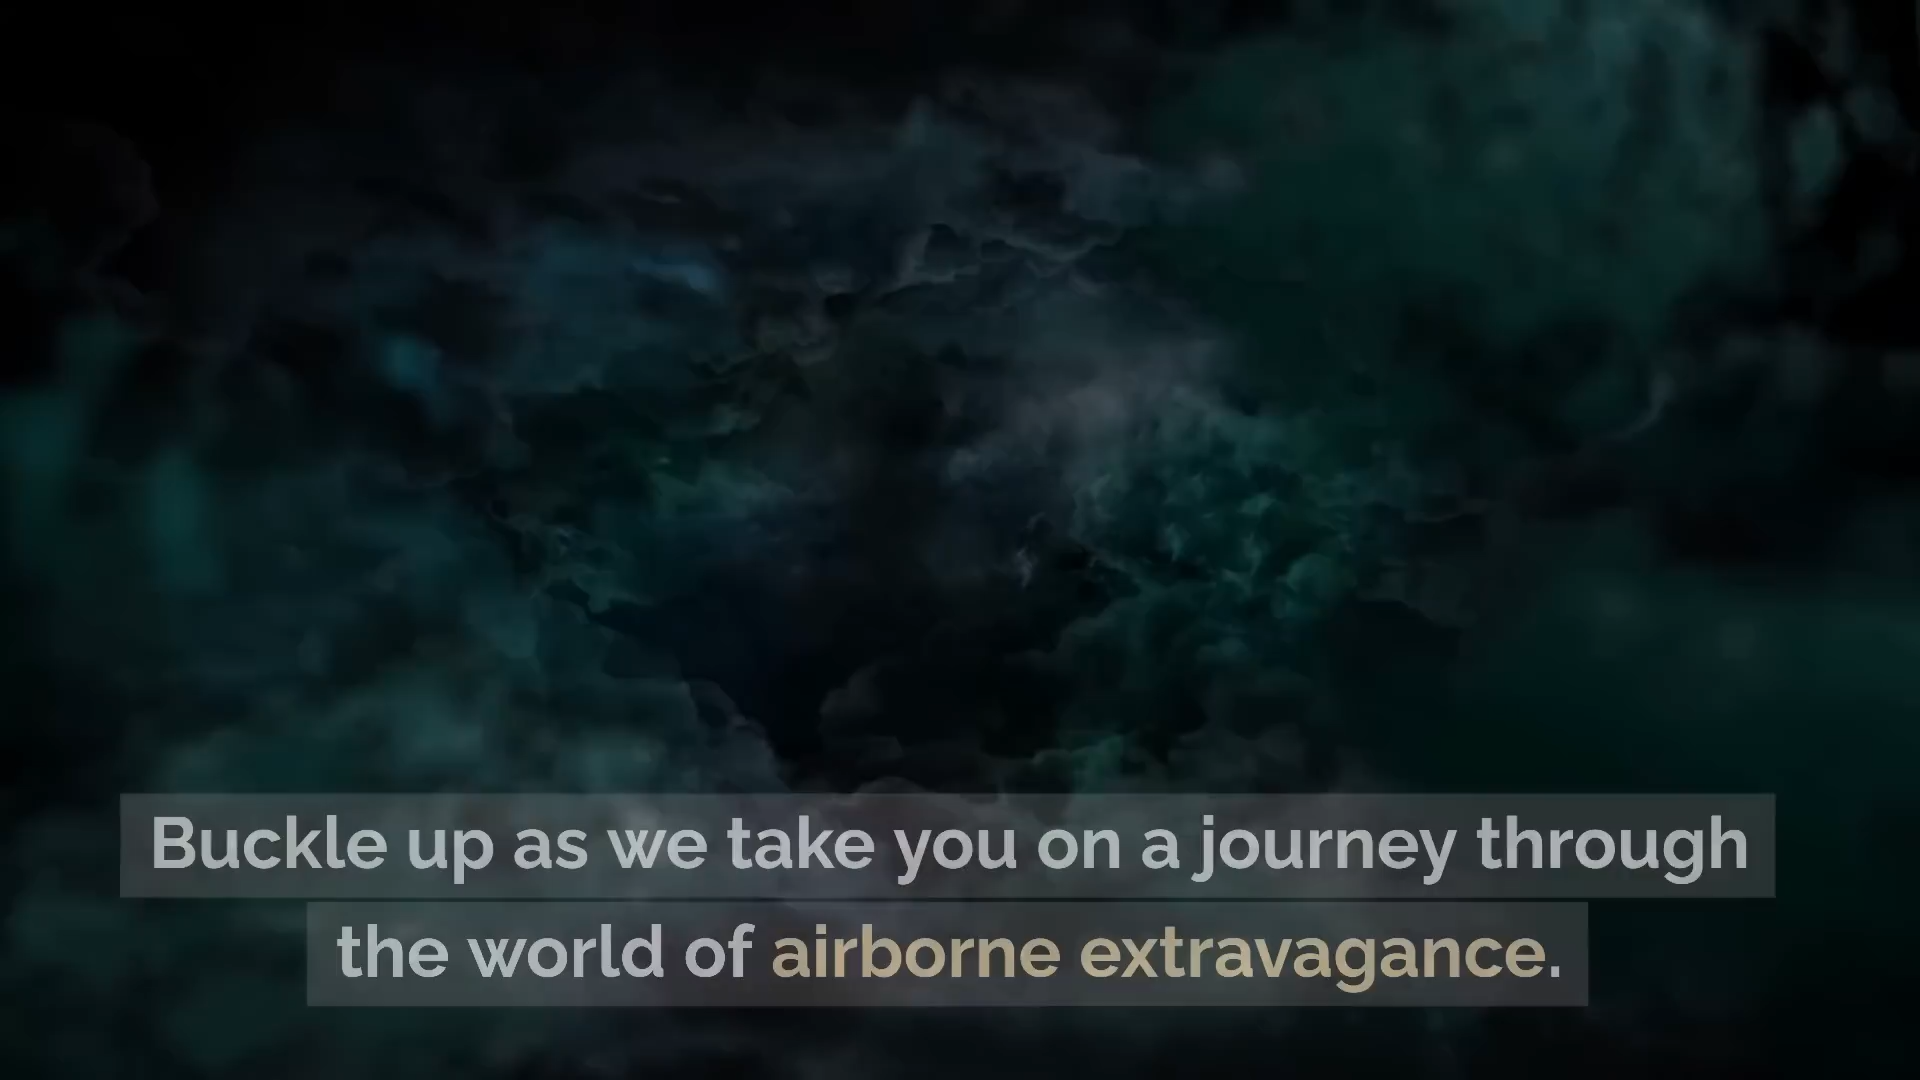 Buckle up as we take you on a journey through
the world of airborne extravagance.